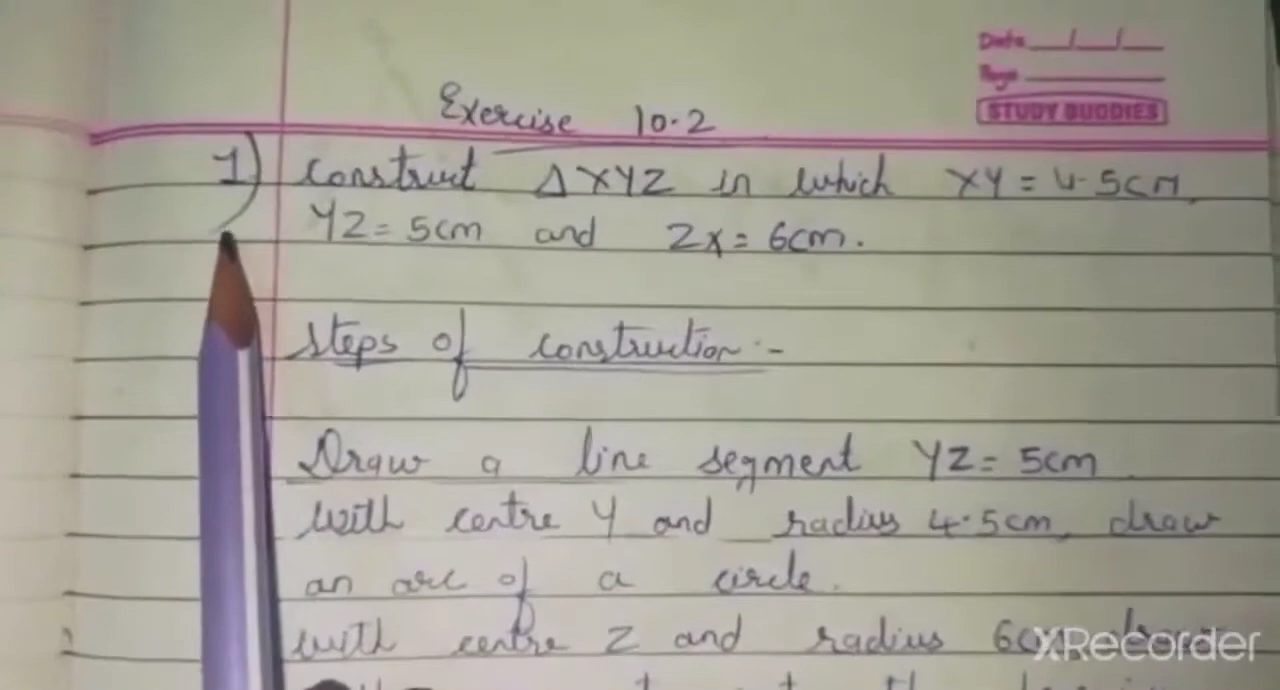 Date / /
Page
STUDY BUDDIES
Exercise 10.2
1) Construct ΔXYZ in which XY = 4.5cm,
YZ = 5cm and ZX = 6cm.
Steps of construction :-
Draw a line segment YZ = 5cm
With centre Y and radius 4.5cm, draw
an arc of a circle.
with centre Z and radius 6cm, draw
XRecorder